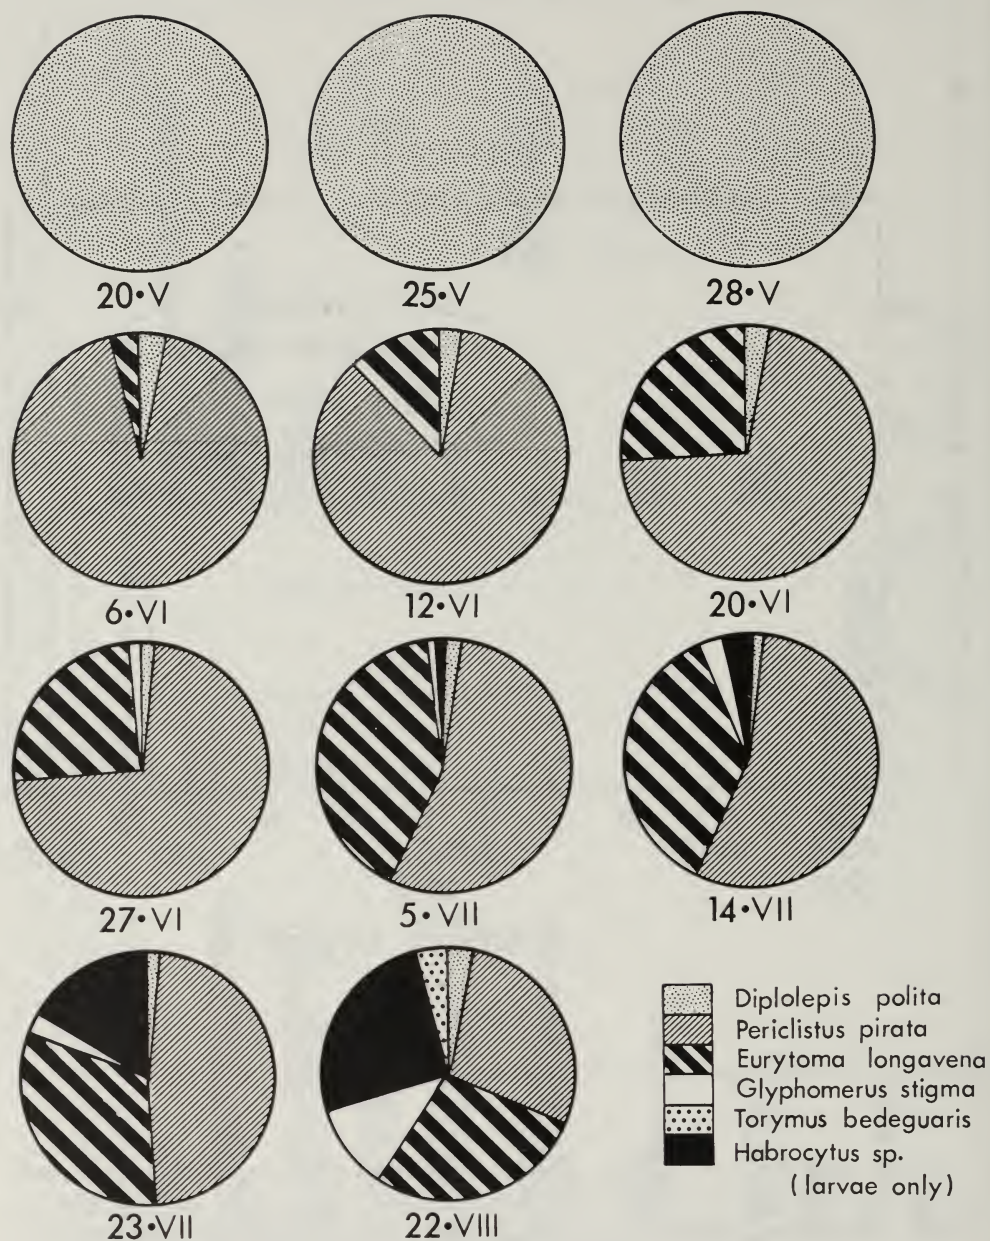 20•V
25•V
28•V
6•VI
12•VI
20•VI
27•VI
5•VII
14•VII
23•VII
22•VIII
Diplolepis polita
Periclistus pirata
Eurytoma longavena
Glyphomerus stigma
Torymus bedeguaris
Habrocytus sp.
(larvae only)